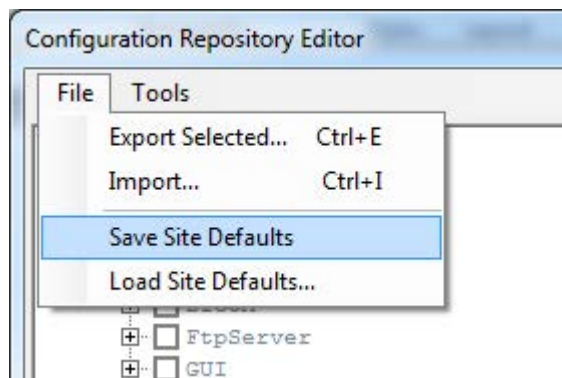 Configuration Repository Editor
File Tools
Export Selected... Ctrl+E
Import... Ctrl+I
Save Site Defaults
Load Site Defaults...
FtpServer
GUI